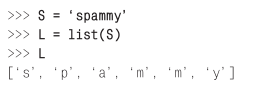 >>> S = ‘spammy’
>>> L = list(S)
>>> L
[‘s’, ‘p’, ‘a’, ‘m’, ‘m’, ‘y’]